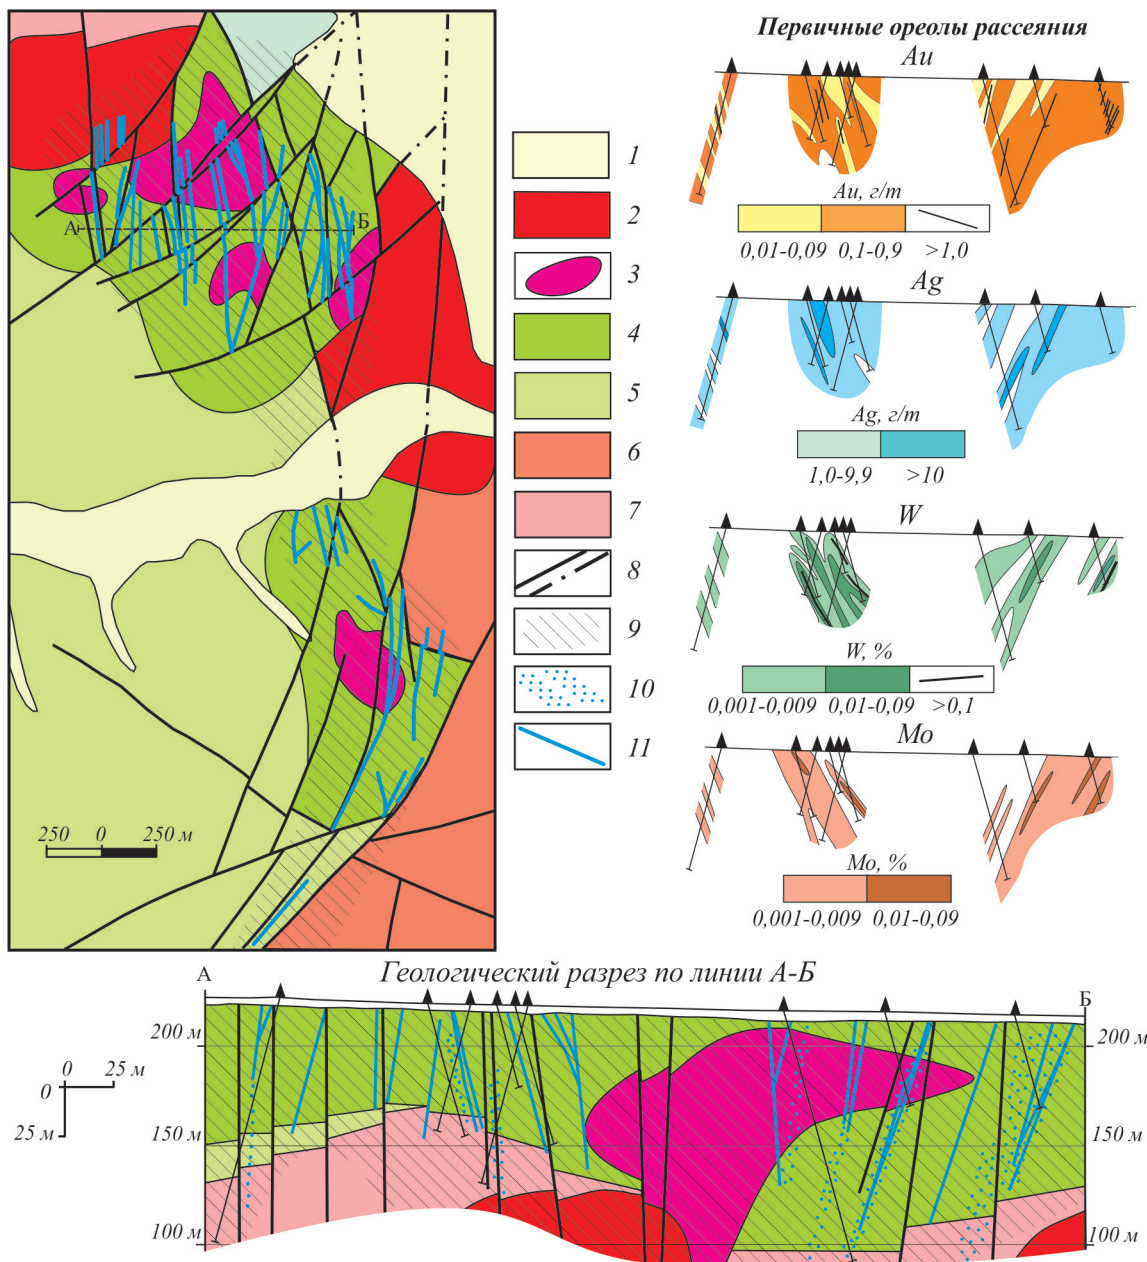 Первичные ореолы рассеяния
Au
Au, г/т
0,01-0,09 0,1-0,9 >1,0
Ag
Ag, г/т
1,0-9,9 >10
W
W, %
0,001-0,009 0,01-0,09 >0,1
Mo
Mo, %
0,001-0,009 0,01-0,09
А Б
250 0 250 м
1
2
3
4
5
6
7
8
9
10
11
Геологический разрез по линии А-Б
А Б
200 м 200 м
150 м 150 м
100 м 100 м
0 25 м
0
25 м